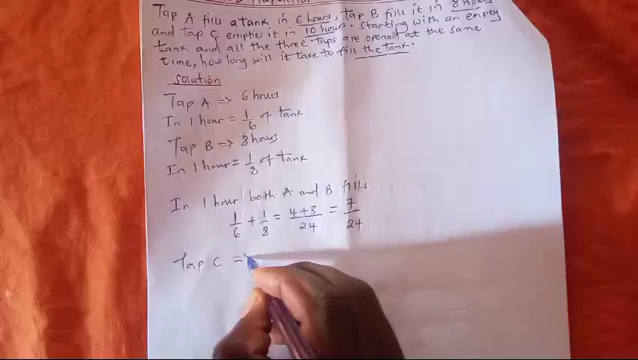 Tap A fills a tank in 6 hours, Tap B fills it in 8 hours
and Tap C empties it in 10 hours. Starting with an empty
tank and all the three taps are opened at the same
time, how long will it take to fill the tank.
Solution
Tap A => 6 hours
In 1 hour = 1/6 of tank
Tap B => 8 hours
In 1 hour = 1/8 of tank
In 1 hour both A and B fills
1/6 + 1/8 = 4+3/24 = 7/24
Tap C =>